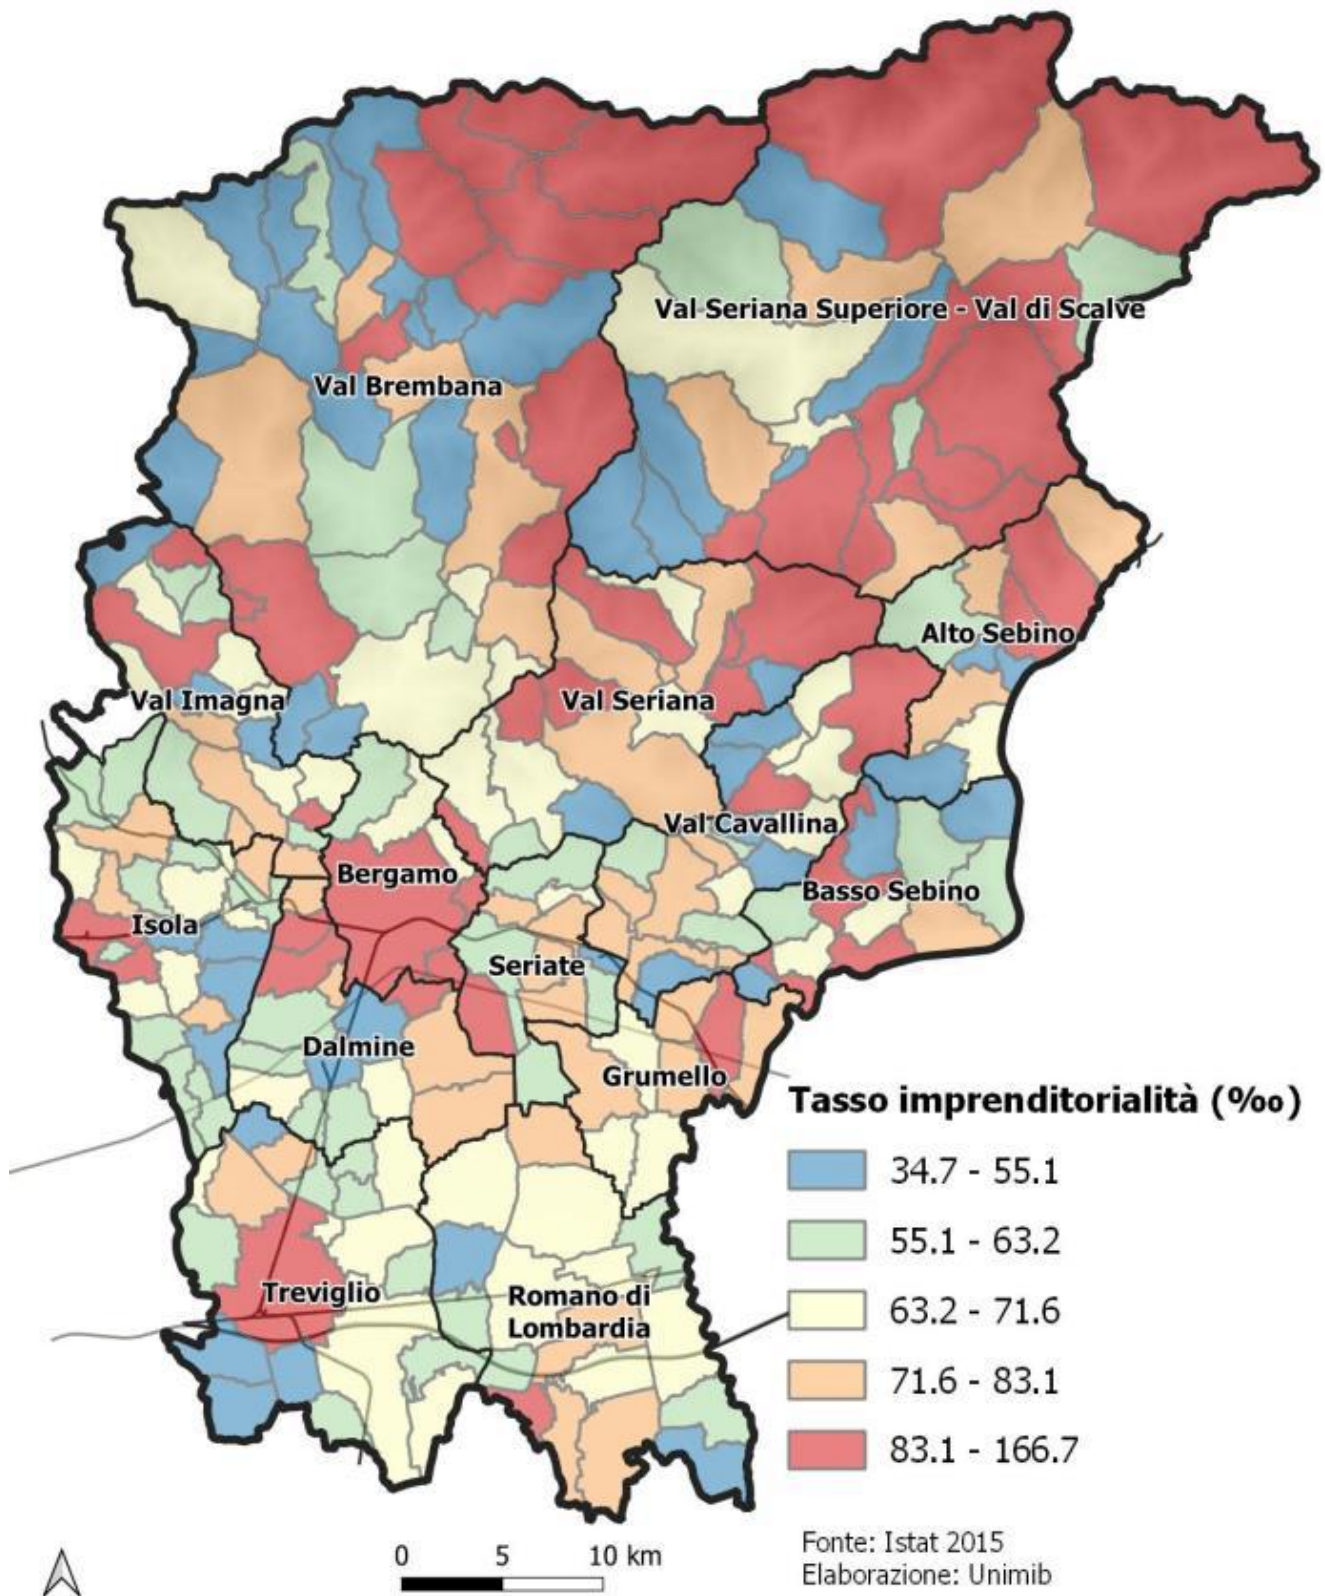 Val Seriana Superiore - Val di Scalve
Val Brembana
Alto Sebino
Val Imagna
Val Seriana
Val Cavallina
Bergamo
Basso Sebino
Isola
Seriate
Dalmine
Grumello
Treviglio
Romano di
Lombardia
Tasso imprenditorialità (‰)
34.7 - 55.1
55.1 - 63.2
63.2 - 71.6
71.6 - 83.1
83.1 - 166.7
0 5 10 km
Fonte: Istat 2015
Elaborazione: Unimib